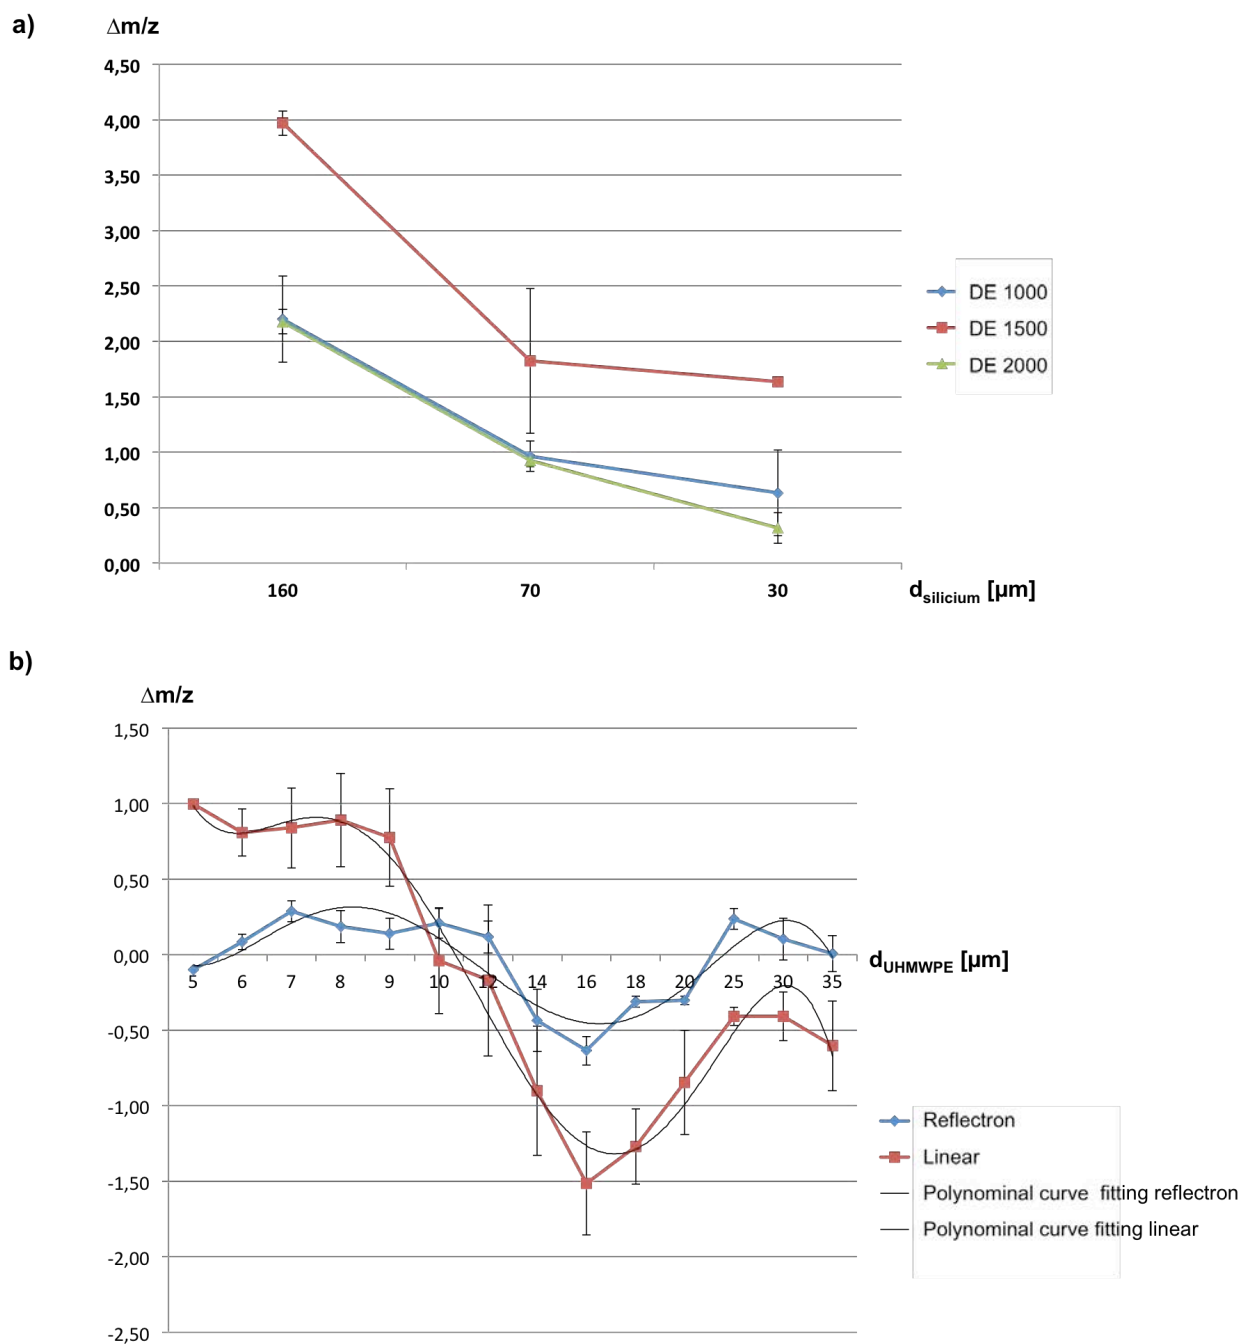 a)
∆m/z
4,50
4,00
3,50
3,00
2,50
2,00
1,50
1,00
0,50
0,00
160 70 30
dsilicium [µm]
DE 1000
DE 1500
DE 2000
b)
∆m/z
1,50
1,00
0,50
0,00
-0,50
-1,00
-1,50
-2,00
-2,50
5 6 7 8 9 10 12 14 16 18 20 25 30 35
dUHMWPE [µm]
Reflectron
Linear
Polynominal curve fitting reflectron
Polynominal curve fitting linear